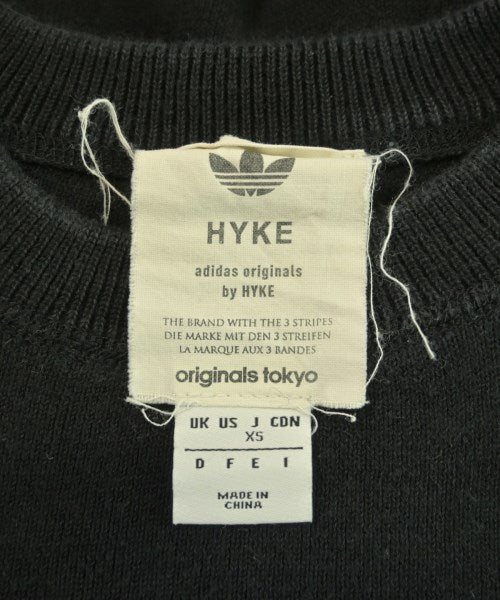 HYKE
adidas originals
by HYKE
THE BRAND WITH THE 3 STRIPES
DIE MARKE MIT DEN 3 STREIFEN
LA MARQUE AUX 3 BANDES
originals tokyo
UK US J CDN
XS
D F E I
MADE IN
CHINA